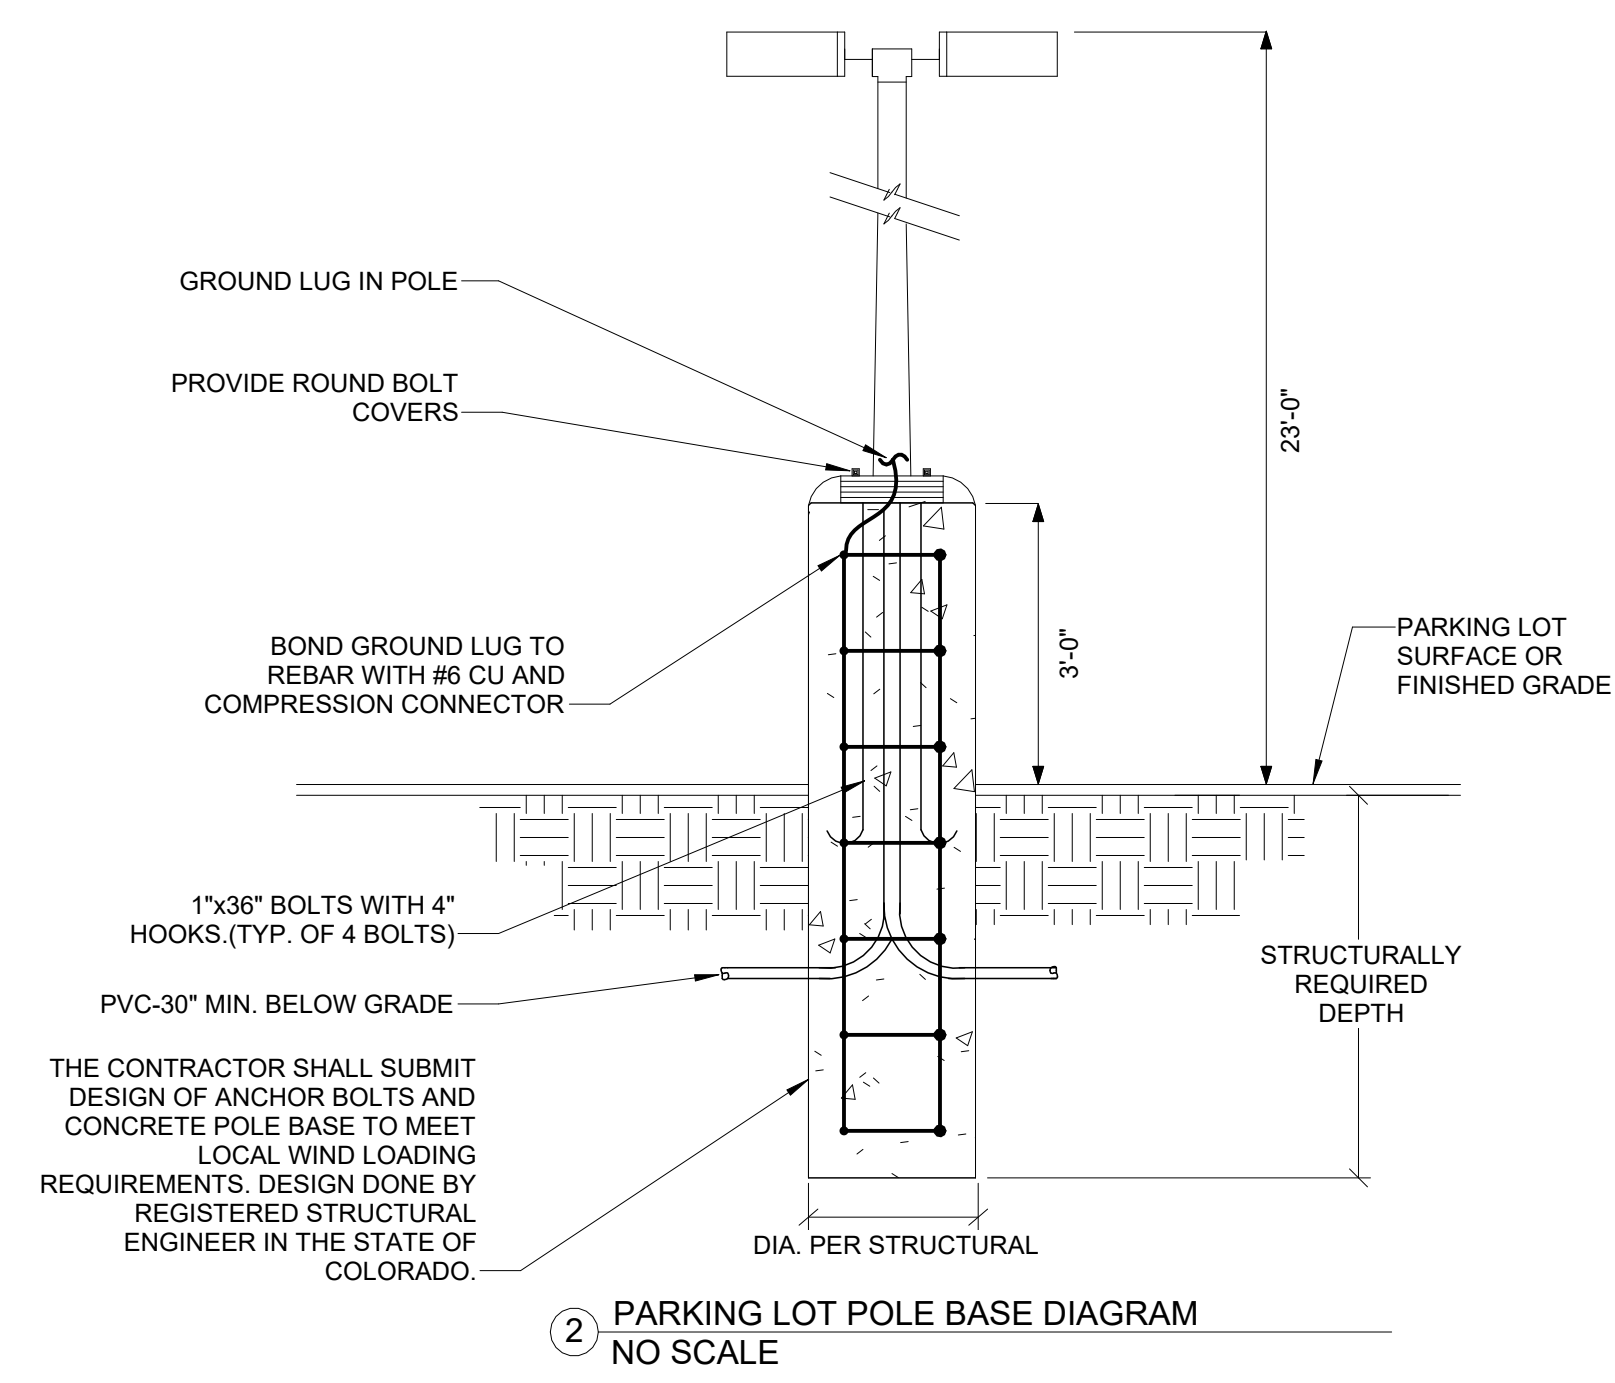 GROUND LUG IN POLE
PROVIDE ROUND BOLT
COVERS
23'-0"
BOND GROUND LUG TO
REBAR WITH #6 CU AND
COMPRESSION CONNECTOR
3'-0"
PARKING LOT
SURFACE OR
FINISHED GRADE
1"x36" BOLTS WITH 4"
HOOKS.(TYP. OF 4 BOLTS)
PVC-30" MIN. BELOW GRADE
STRUCTURALLY
REQUIRED
DEPTH
THE CONTRACTOR SHALL SUBMIT
DESIGN OF ANCHOR BOLTS AND
CONCRETE POLE BASE TO MEET
LOCAL WIND LOADING
REQUIREMENTS. DESIGN DONE BY
REGISTERED STRUCTURAL
ENGINEER IN THE STATE OF
COLORADO.
DIA. PER STRUCTURAL
2
PARKING LOT POLE BASE DIAGRAM
NO SCALE